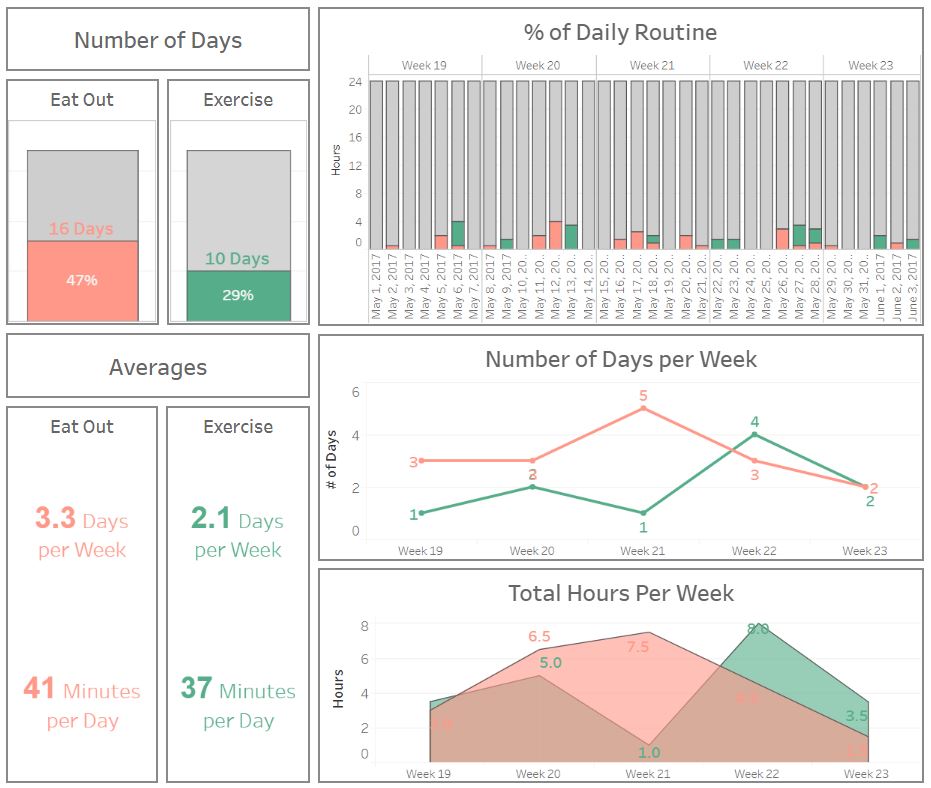 Number of Days
Eat Out
Exercise
16 Days
47%
10 Days
29%
Averages
Eat Out
Exercise
3.3 Days
per Week
2.1 Days
per Week
41 Minutes
per Day
37 Minutes
per Day
% of Daily Routine
Week 19
Week 20
Week 21
Week 22
Week 23
Hours
24
20
16
12
8
4
0
May 1, 2017
May 2, 2017
May 3, 2017
May 4, 2017
May 5, 2017
May 6, 2017
May 7, 2017
May 8, 2017
May 9, 2017
May 10, 20..
May 11, 20..
May 12, 20..
May 13, 20..
May 14, 20..
May 15, 20..
May 16, 20..
May 17, 20..
May 18, 20..
May 19, 20..
May 20, 20..
May 21, 20..
May 22, 20..
May 23, 20..
May 24, 20..
May 25, 20..
May 26, 20..
May 27, 20..
May 28, 20..
May 29, 20..
May 30, 20..
May 31, 20..
June 1, 2017
June 2, 2017
June 3, 2017
Number of Days per Week
# of Days
6
4
2
0
3
1
2
5
1
4
3
2
2
Week 19
Week 20
Week 21
Week 22
Week 23
Total Hours Per Week
Hours
8
6
4
2
0
6.5
5.0
7.5
1.0
8.0
3.5
Week 19
Week 20
Week 21
Week 22
Week 23